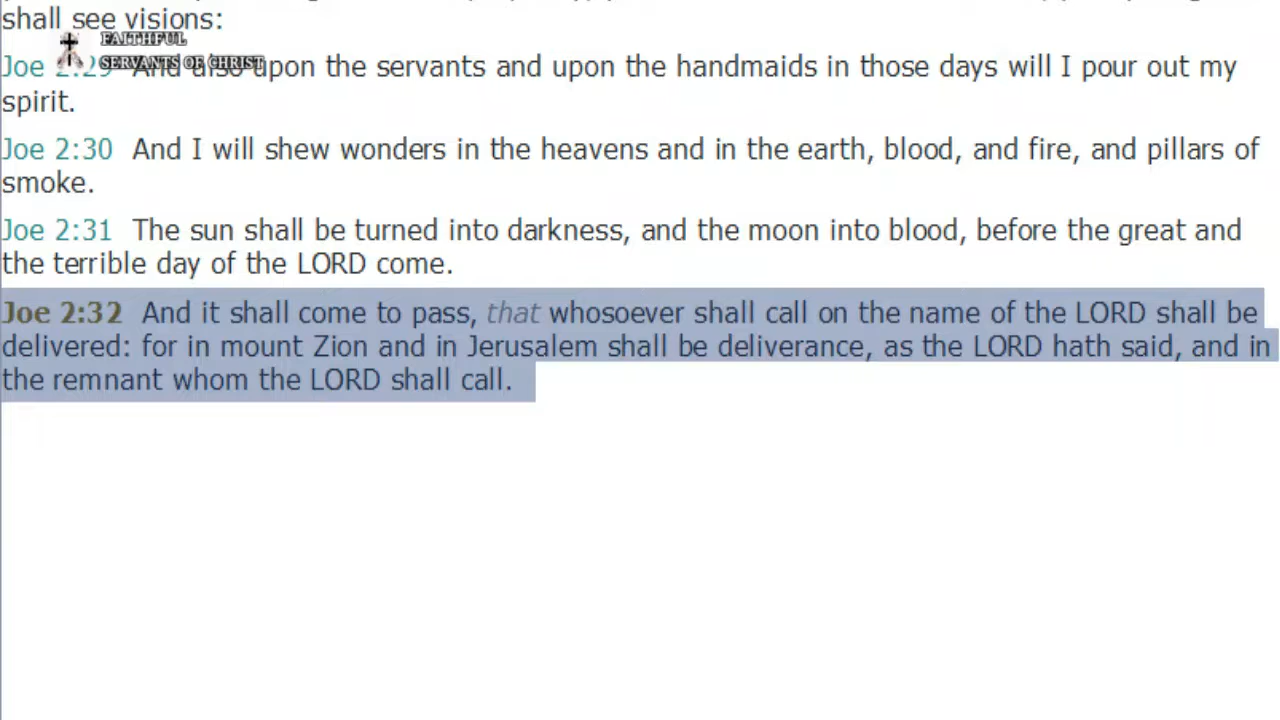 shall see visions:
FAITHFUL
SERVANTS OF CHRIST
Joe 2:29 And also upon the servants and upon the handmaids in those days will I pour out my
spirit.
Joe 2:30 And I will shew wonders in the heavens and in the earth, blood, and fire, and pillars of
smoke.
Joe 2:31 The sun shall be turned into darkness, and the moon into blood, before the great and
the terrible day of the LORD come.
Joe 2:32 And it shall come to pass, that whosoever shall call on the name of the LORD shall be
delivered: for in mount Zion and in Jerusalem shall be deliverance, as the LORD hath said, and in
the remnant whom the LORD shall call.